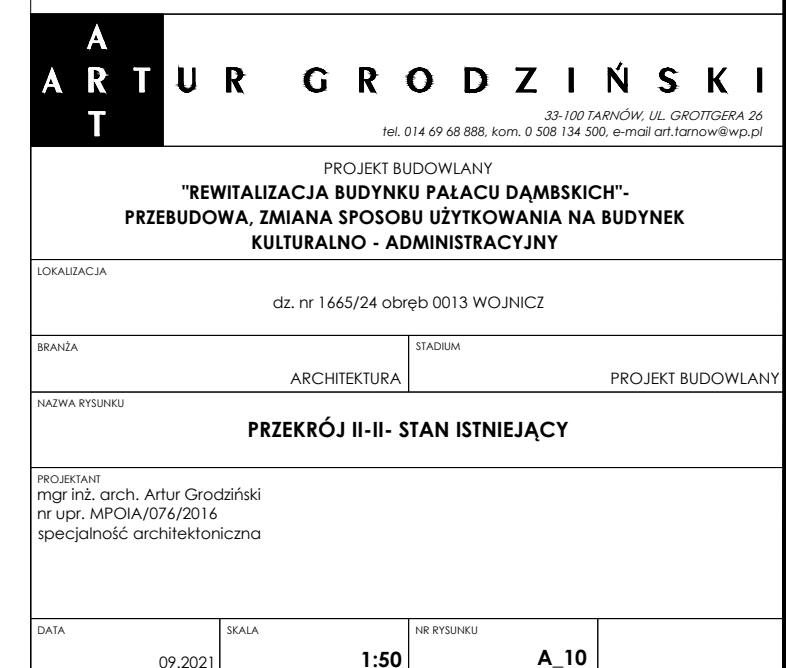 A
ARTUR GRODZIŃSKI
T
33-100 TARNÓW, UL. GROTTGERA 26
tel. 014 69 68 888, kom. 0 508 134 500, e-mail art.tarnow@wp.pl
PROJEKT BUDOWLANY
"REWITALIZACJA BUDYNKU PAŁACU DĄMBSKICH"-
PRZEBUDOWA, ZMIANA SPOSOBU UŻYTKOWANIA NA BUDYNEK
KULTURALNO - ADMINISTRACYJNY
LOKALIZACJA
dz. nr 1665/24 obręb 0013 WOJNICZ
BRANŻA
ARCHITEKTURA
STADIUM
PROJEKT BUDOWLANY
NAZWA RYSUNKU
PRZEKRÓJ II-II- STAN ISTNIEJĄCY
PROJEKTANT
mgr inż. arch. Artur Grodziński
nr upr. MPOIA/076/2016
specjalność architektoniczna
DATA
09.2021
SKALA
1:50
NR RYSUNKU
A_10